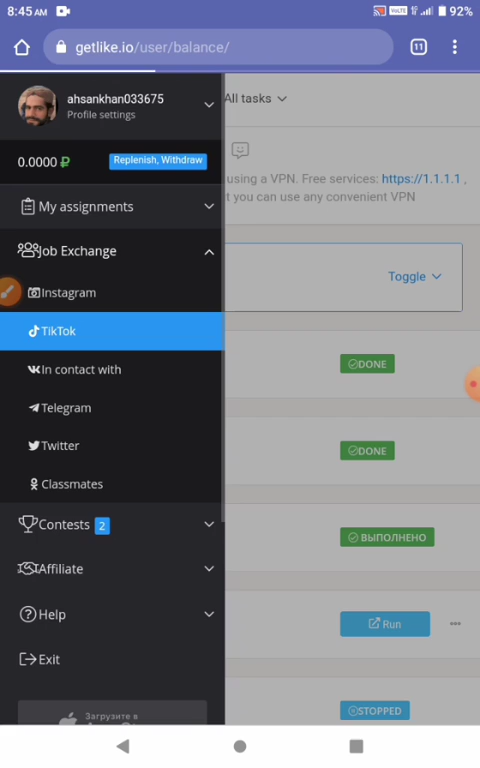 8:45 AM
VoLTE
92%
getlike.io/user/balance/
11
ahsankhan033675
Profile settings
0.0000 ₽
Replenish, Withdraw
My assignments
Job Exchange
Instagram
TikTok
In contact with
Telegram
Twitter
Classmates
Contests 2
Affiliate
Help
Exit
Загрузите в
All tasks
using a VPN. Free services: https://1.1.1.1 ,
t you can use any convenient VPN
Toggle
DONE
DONE
ВЫПОЛНЕНО
Run
STOPPED